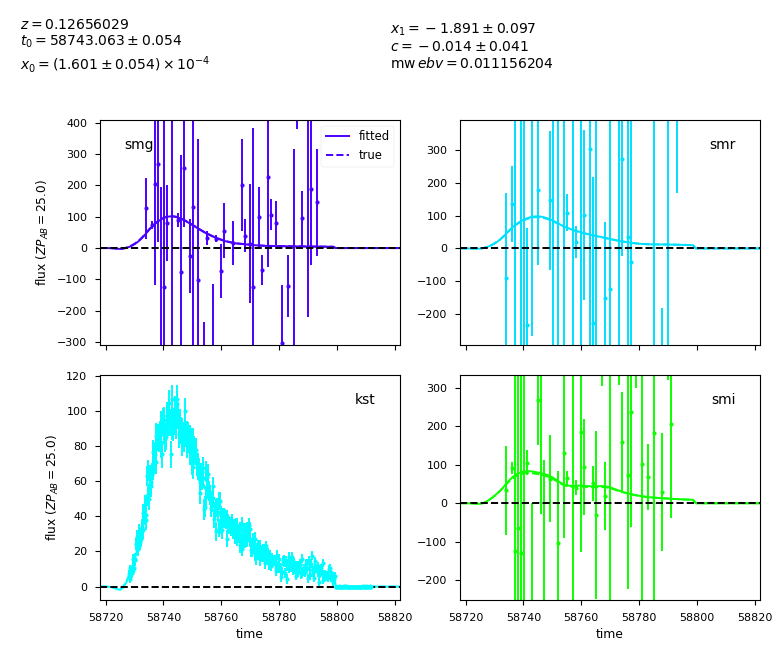 z = 0.12656029
t₀ = 58743.063 ± 0.054
x₀ = (1.601 ± 0.054) × 10⁻⁴
x₁ = −1.891 ± 0.097
c = −0.014 ± 0.041
mw ebv = 0.011156204
400
300
200
100
0
−100
−200
−300
flux (ZP_AB = 25.0)
smg
fitted
true
300
200
100
0
−100
−200
smr
120
100
80
60
40
20
0
flux (ZP_AB = 25.0)
kst
58720 58740 58760 58780 58800 58820
time
300
200
100
0
−100
−200
smi
58720 58740 58760 58780 58800 58820
time